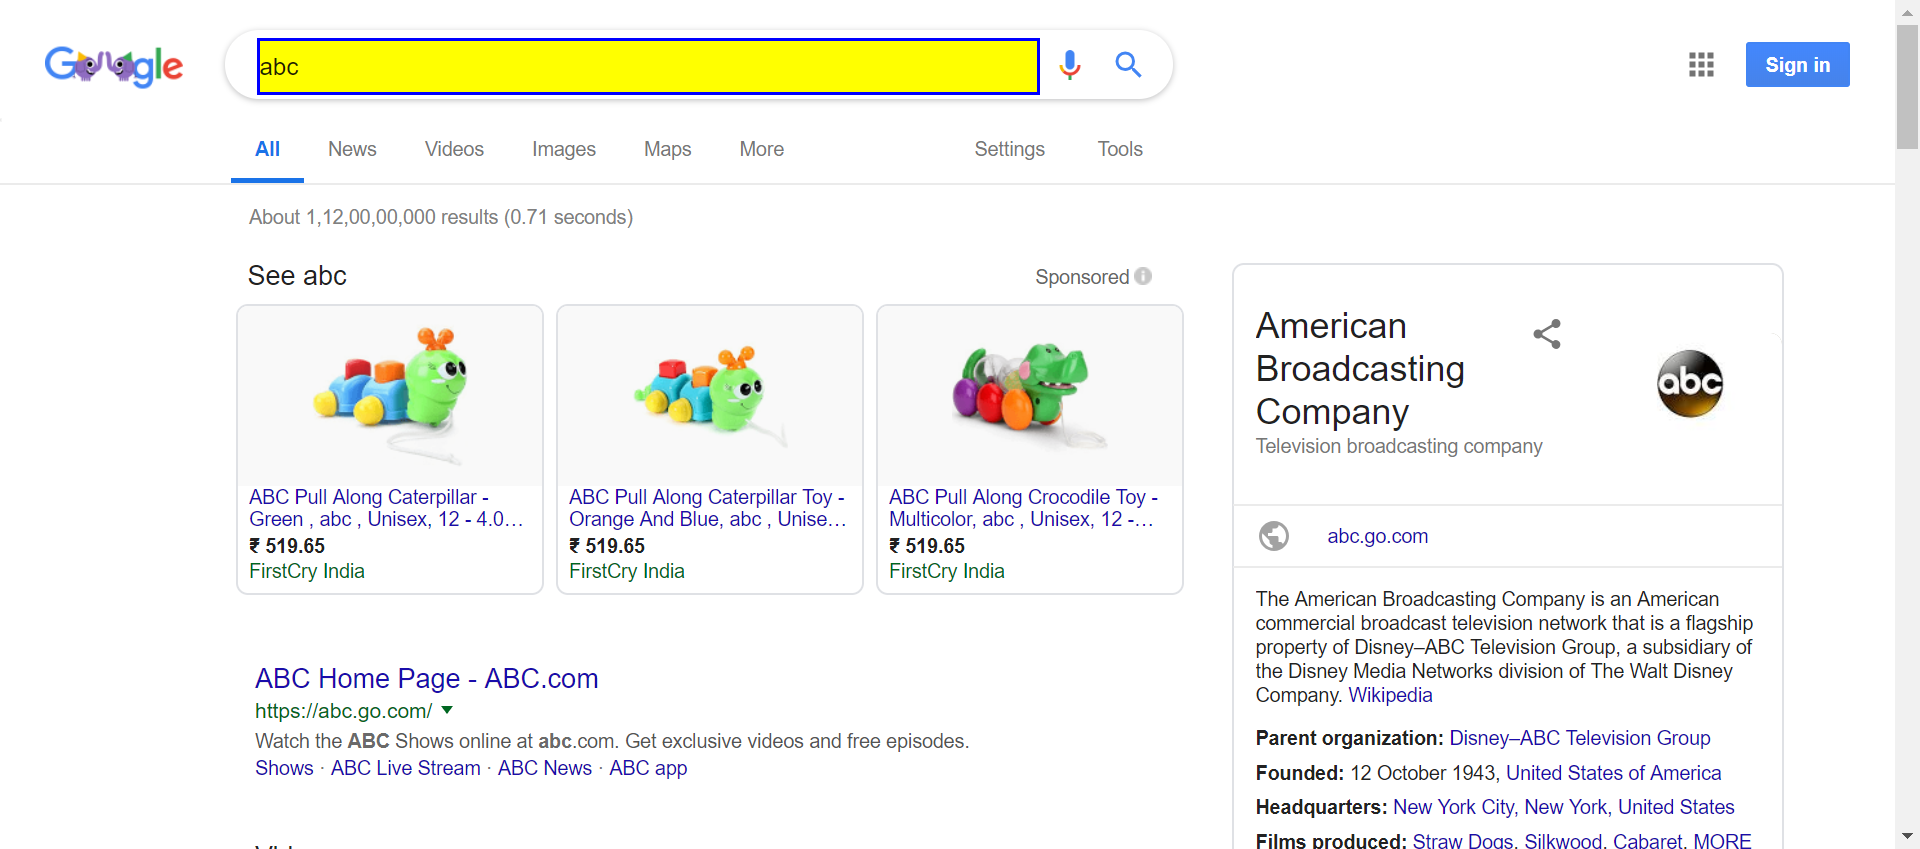 Google
abc
Sign in
All News Videos Images Maps More Settings Tools
About 1,12,00,00,000 results (0.71 seconds)
See abc
Sponsored
ABC Pull Along Caterpillar -
Green , abc , Unisex, 12 - 4.0…
₹ 519.65
FirstCry India
ABC Pull Along Caterpillar Toy -
Orange And Blue, abc , Unise…
₹ 519.65
FirstCry India
ABC Pull Along Crocodile Toy -
Multicolor, abc , Unisex, 12 -…
₹ 519.65
FirstCry India
ABC Home Page - ABC.com
https://abc.go.com/
Watch the ABC Shows online at abc.com. Get exclusive videos and free episodes.
Shows · ABC Live Stream · ABC News · ABC app
American
Broadcasting
Company
Television broadcasting company
abc
abc.go.com
The American Broadcasting Company is an American
commercial broadcast television network that is a flagship
property of Disney–ABC Television Group, a subsidiary of
the Disney Media Networks division of The Walt Disney
Company. Wikipedia
Parent organization: Disney–ABC Television Group
Founded: 12 October 1943, United States of America
Headquarters: New York City, New York, United States
Films produced: Straw Dogs, Silkwood, Cabaret, MORE